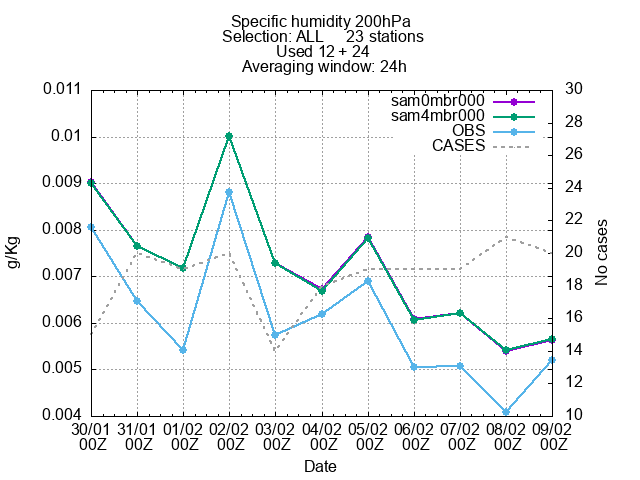 Specific humidity 200hPa
Selection: ALL 23 stations
Used 12 + 24
Averaging window: 24h
0.011
0.01
0.009
0.008
0.007
0.006
0.005
0.004
g/Kg
sam0mbr000
sam4mbr000
OBS
CASES
30
28
26
24
22
20
18
16
14
12
10
No cases
30/01 31/01 01/02 02/02 03/02 04/02 05/02 06/02 07/02 08/02 09/02
00Z 00Z 00Z 00Z 00Z 00Z 00Z 00Z 00Z 00Z 00Z
Date